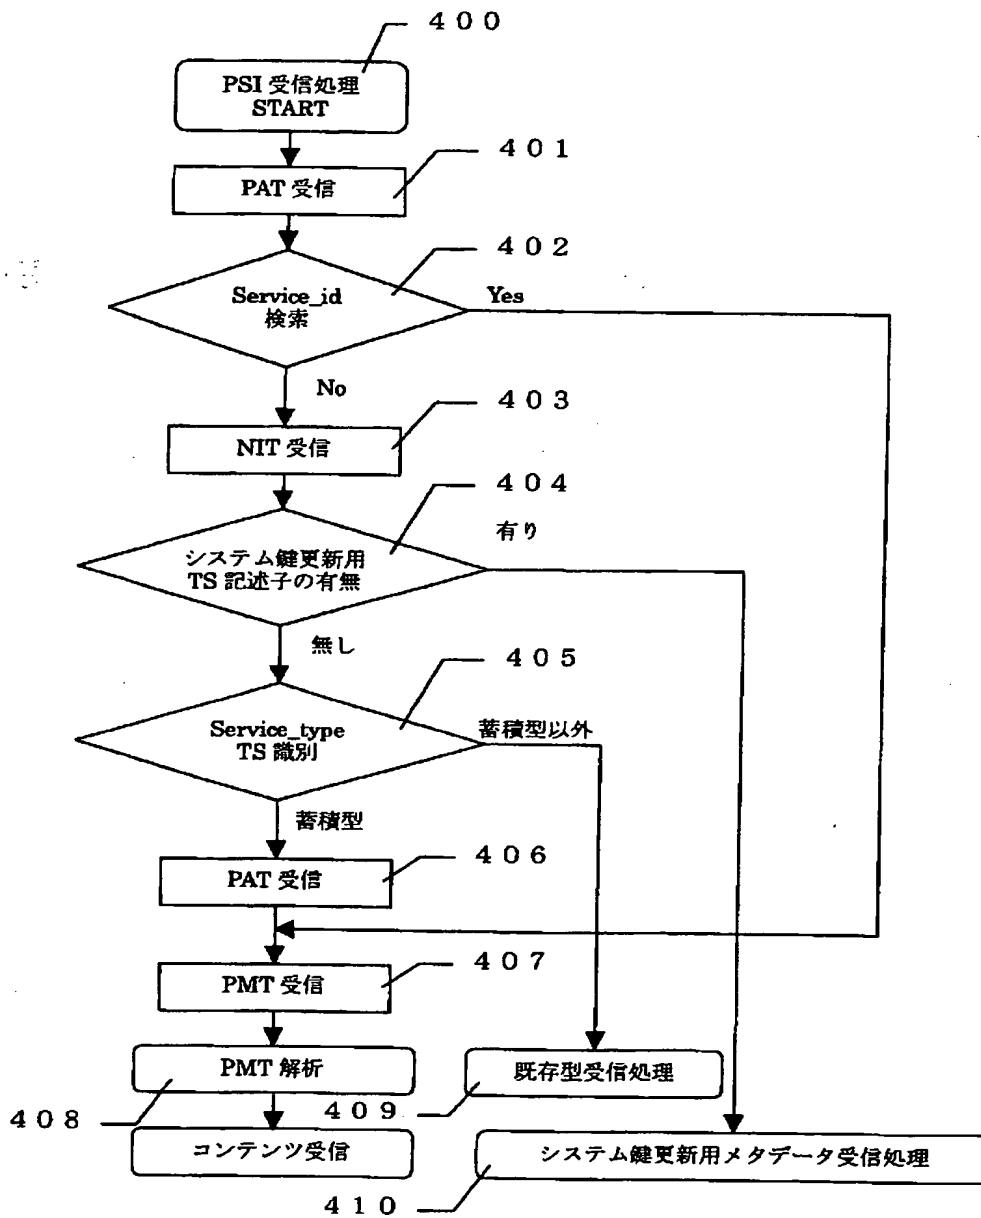 ４００
PSI 受信処理
START
４０１
PAT 受信
４０２
Service_id
検索
Yes
No
４０３
NIT 受信
４０４
有り
システム鍵更新用
TS 記述子の有無
無し
４０５
Service_type
TS 識別
蓄積型以外
蓄積型
４０６
PAT 受信
４０７
PMT 受信
PMT 解析
既存型受信処理
４０８
４０９
コンテンツ受信
システム鍵更新用メタデータ受信処理
４１０